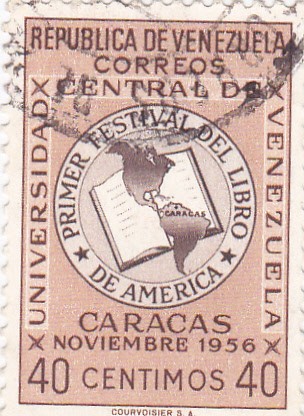 REPUBLICA DE VENEZUELA
CORREOS
UNIVERSIDAD CENTRAL DE VENEZUELA
★ PRIMER FESTIVAL DEL LIBRO ★
DE AMERICA
CARACAS
CARACAS
NOVIEMBRE 1956
40 CENTIMOS 40
COURVOISIER S. A.